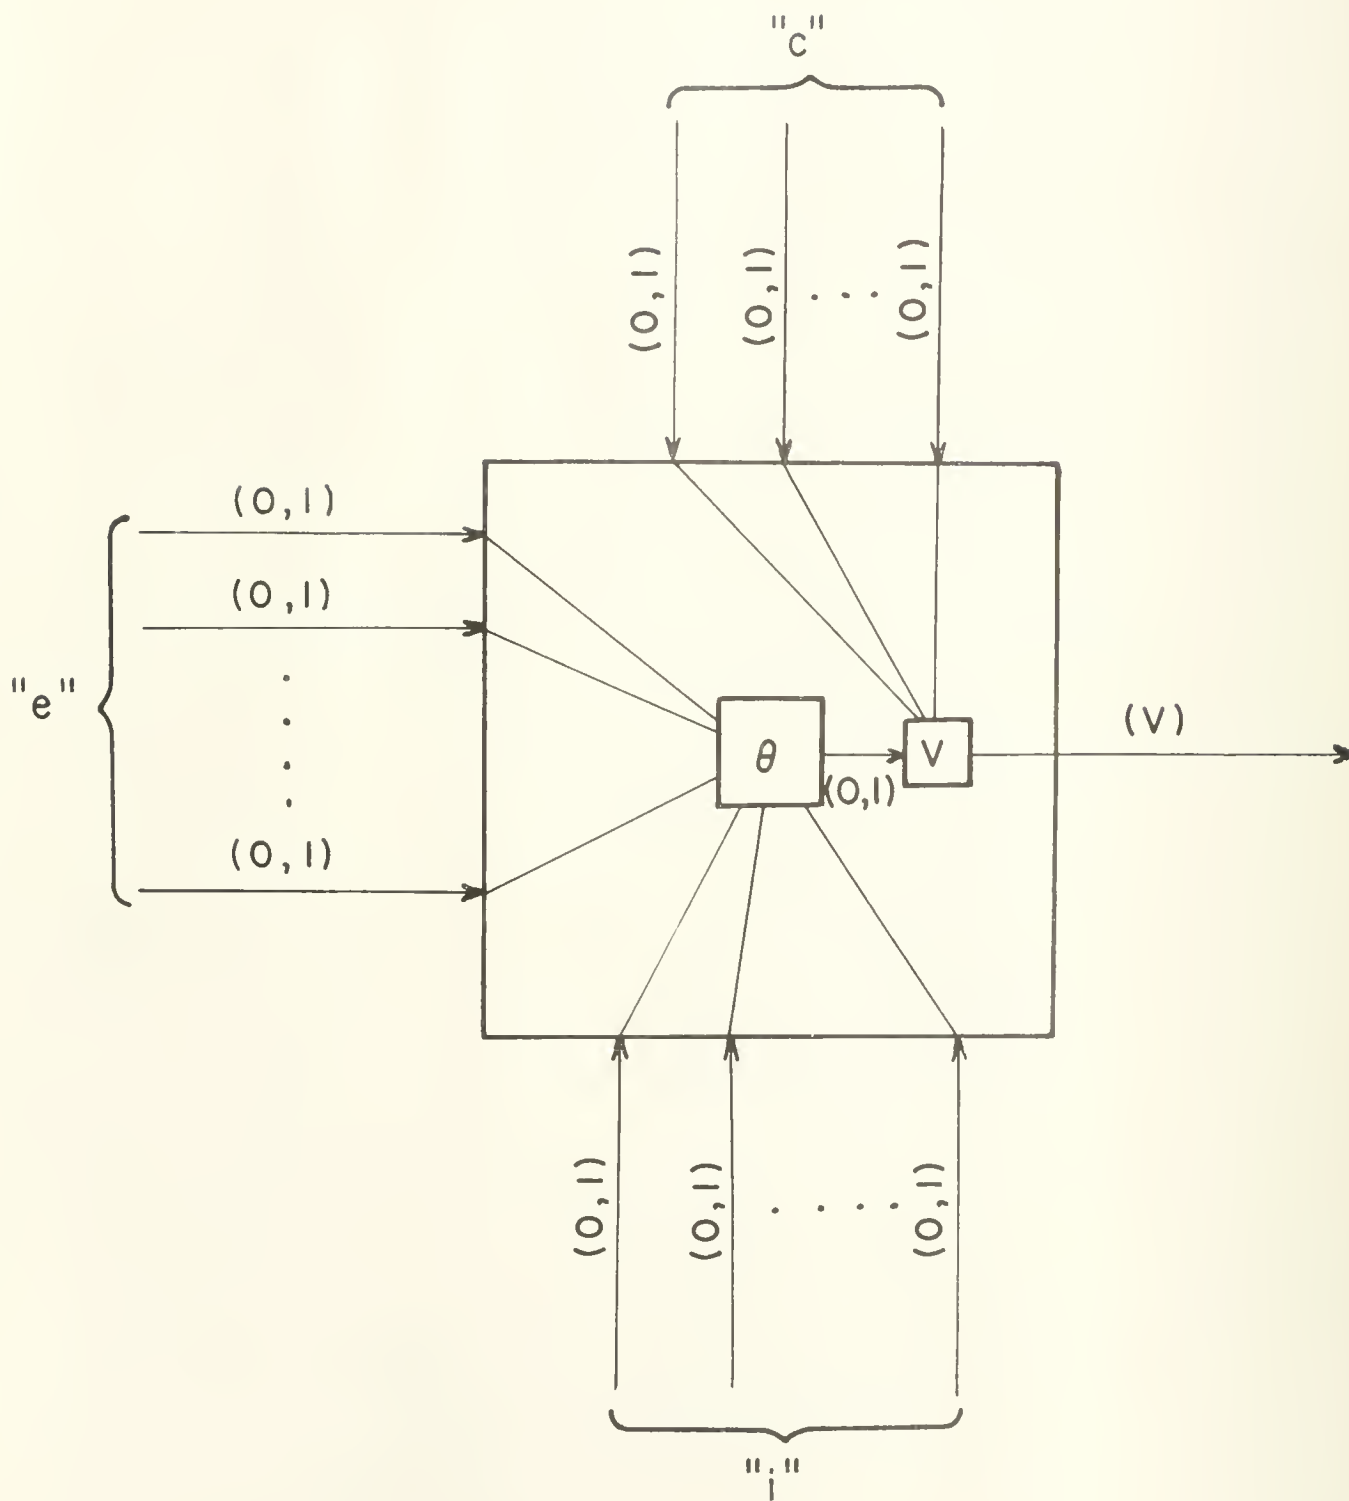 "c"
(0,1)
(0,1)
. . .
(0,1)
(0,1)
(0,1)
"e"
(V)
θ
V
(0,1)
(0,1)
(0,1)
(0,1)
. . . .
(0,1)
"i"